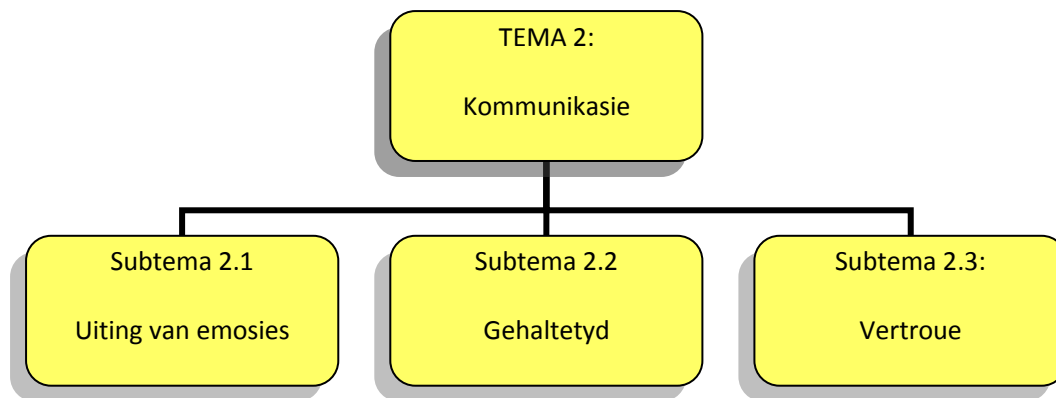 TEMA 2:
Kommunikasie
Subtema 2.1
Uiting van emosies
Subtema 2.2
Gehaltetyd
Subtema 2.3:
Vertroue